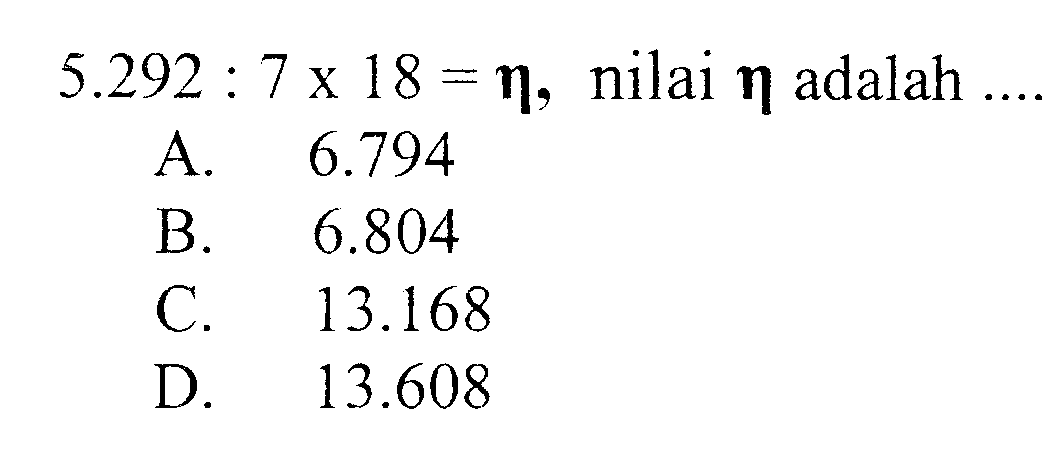 5.292 : 7 x 18 = η, nilai η adalah ....
A. 6.794
B. 6.804
C. 13.168
D. 13.608